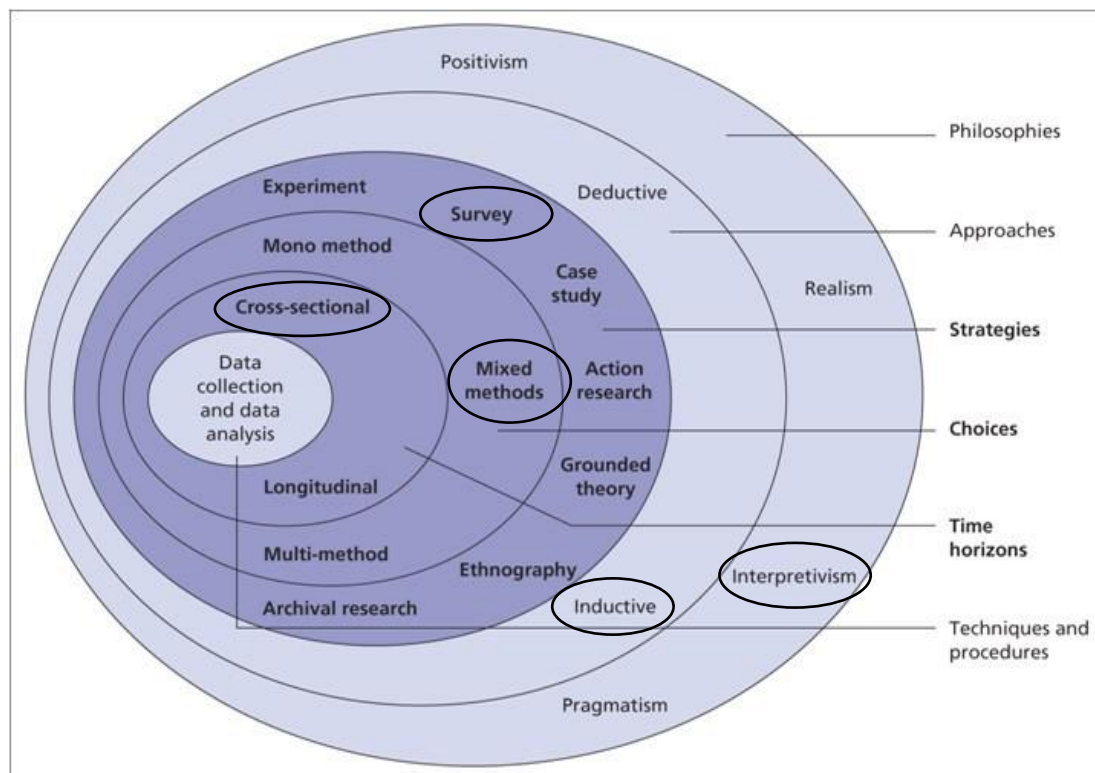 Positivism
Philosophies
Experiment
Deductive
Survey
Approaches
Mono method
Case
study
Realism
Cross-sectional
Strategies
Data
collection
and data
analysis
Mixed
methods
Action
research
Choices
Longitudinal
Grounded
theory
Time
horizons
Multi-method
Ethnography
Interpretivism
Archival research
Inductive
Techniques and
procedures
Pragmatism